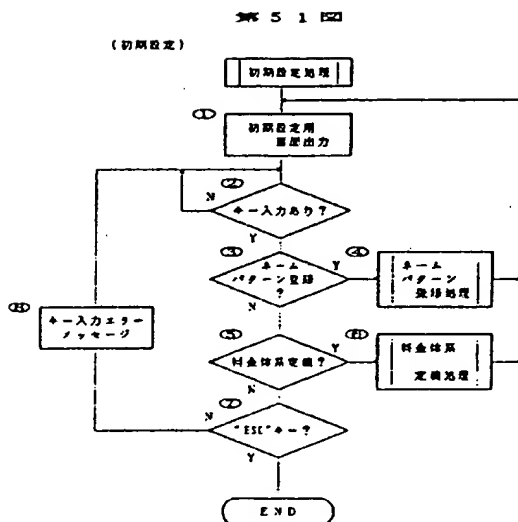 第51図
(初期設定)
初期設定処理
①
初期設定用
画面出力
②
N
キー入力あり?
Y
③
ネーム
パターン登録
?
Y
N
④
ネーム
パターン
登録処理
⑧
キー入力エラー
メッセージ
⑤
料金体系定義?
Y
N
⑥
料金体系
定義処理
⑦
N
"ESC"キー?
Y
END